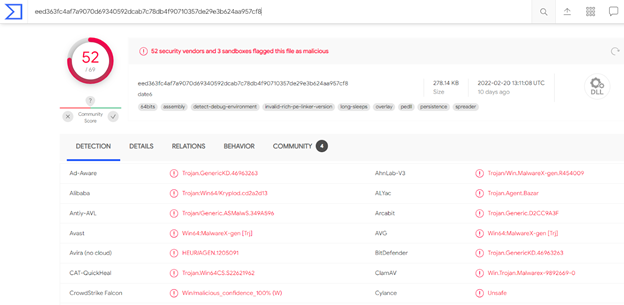 eed363fc4af7a9070d69340592dcab7c78db4f90710357de29e3b624aa957cf8
52
/ 69
?
Community
Score
52 security vendors and 3 sandboxes flagged this file as malicious
eed363fc4af7a9070d69340592dcab7c78db4f90710357de29e3b624aa957cf8
date6
64bits assembly detect-debug-environment invalid-rich-pe-linker-version long-sleeps overlay pedll persistence spreader
278.14 KB
Size
2022-02-20 13:11:08 UTC
10 days ago
DLL
DETECTION DETAILS RELATIONS BEHAVIOR COMMUNITY 4
Ad-Aware Trojan.GenericKD.46963263 AhnLab-V3 Trojan/Win.MalwareX-gen.R454009
Alibaba Trojan:Win64/Kryplod.cd2a2d13 ALYac Trojan.Agent.Bazar
Antiy-AVL Trojan/Generic.ASMalwS.349A596 Arcabit Trojan.Generic.D2CC9A3F
Avast Win64:MalwareX-gen [Trj] AVG Win64:MalwareX-gen [Trj]
Avira (no cloud) HEUR/AGEN.1205091 BitDefender Trojan.GenericKD.46963263
CAT-QuickHeal Trojan.Win64CS.S22621962 ClamAV Win.Trojan.Malwarex-9892669-0
CrowdStrike Falcon Win/malicious_confidence_100% (W) Cylance Unsafe